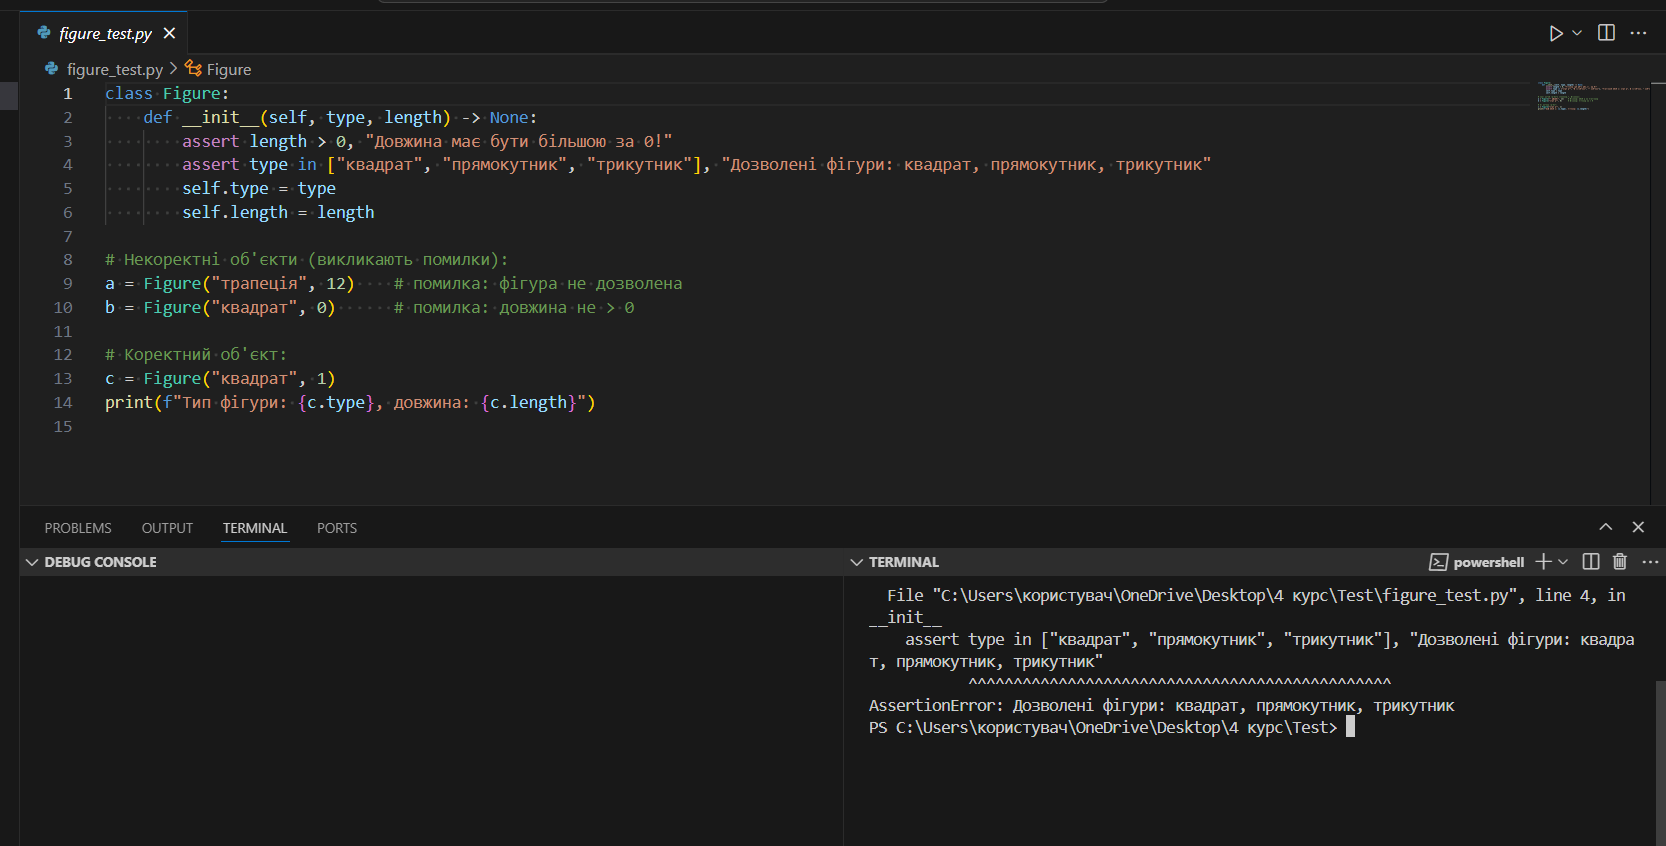 figure_test.py
figure_test.py > Figure
1 class Figure:
2     def __init__(self, type, length) -> None:
3         assert length > 0, "Довжина має бути більшою за 0!"
4         assert type in ["квадрат", "прямокутник", "трикутник"], "Дозволені фігури: квадрат, прямокутник, трикутник"
5         self.type = type
6         self.length = length
7
8 # Некоректні об'єкти (викликають помилки):
9 a = Figure("трапеція", 12)    # помилка: фігура не дозволена
10 b = Figure("квадрат", 0)      # помилка: довжина не > 0
11
12 # Коректний об'єкт:
13 c = Figure("квадрат", 1)
14 print(f"Тип фігури: {c.type}, довжина: {c.length}")
15
PROBLEMS OUTPUT TERMINAL PORTS
DEBUG CONSOLE
TERMINAL powershell
  File "C:\Users\користувач\OneDrive\Desktop\4 курс\Test\figure_test.py", line 4, in
__init__
    assert type in ["квадрат", "прямокутник", "трикутник"], "Дозволені фігури: квадра
т, прямокутник, трикутник"
           ^^^^^^^^^^^^^^^^^^^^^^^^^^^^^^^^^^^^^^^^^^^^^^^
AssertionError: Дозволені фігури: квадрат, прямокутник, трикутник
PS C:\Users\користувач\OneDrive\Desktop\4 курс\Test>